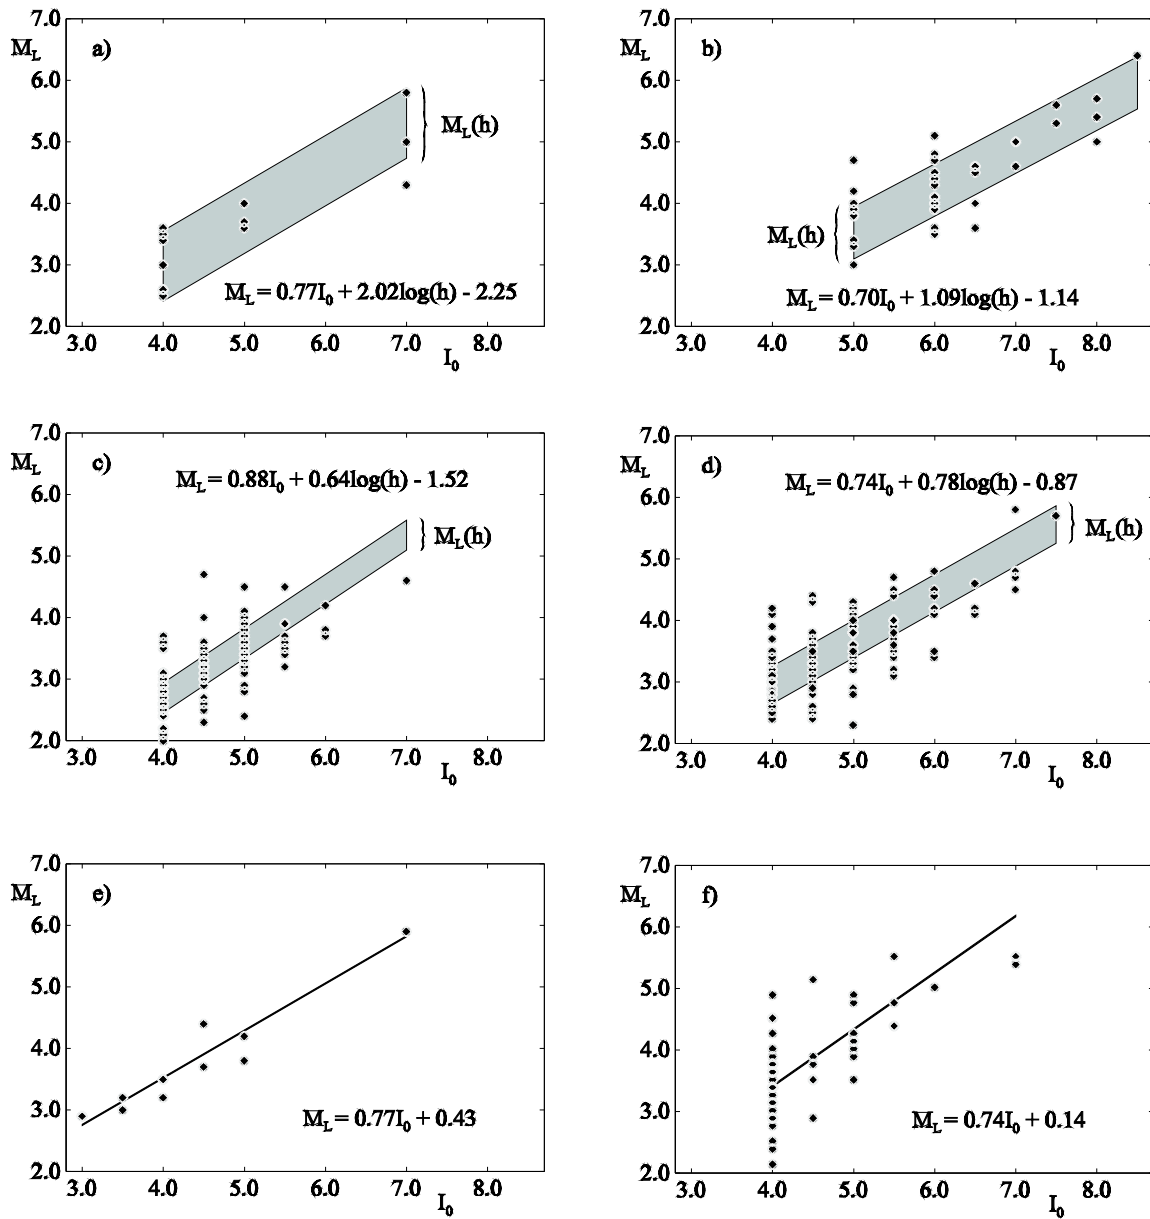 7.0
M_L
a)
6.0
5.0
4.0
3.0
2.0
M_L(h)
M_L = 0.77I_0 + 2.02log(h) - 2.25
3.0 4.0 5.0 6.0 7.0 8.0
I_0
7.0
M_L
b)
6.0
5.0
4.0
3.0
2.0
M_L(h)
M_L = 0.70I_0 + 1.09log(h) - 1.14
3.0 4.0 5.0 6.0 7.0 8.0
I_0
7.0
M_L
c)
M_L = 0.88I_0 + 0.64log(h) - 1.52
6.0
5.0
4.0
3.0
2.0
M_L(h)
3.0 4.0 5.0 6.0 7.0 8.0
I_0
7.0
M_L
d)
M_L = 0.74I_0 + 0.78log(h) - 0.87
6.0
5.0
4.0
3.0
2.0
M_L(h)
3.0 4.0 5.0 6.0 7.0 8.0
I_0
7.0
M_L
e)
6.0
5.0
4.0
3.0
2.0
M_L = 0.77I_0 + 0.43
3.0 4.0 5.0 6.0 7.0 8.0
I_0
7.0
M_L
f)
6.0
5.0
4.0
3.0
2.0
M_L = 0.74I_0 + 0.14
3.0 4.0 5.0 6.0 7.0 8.0
I_0